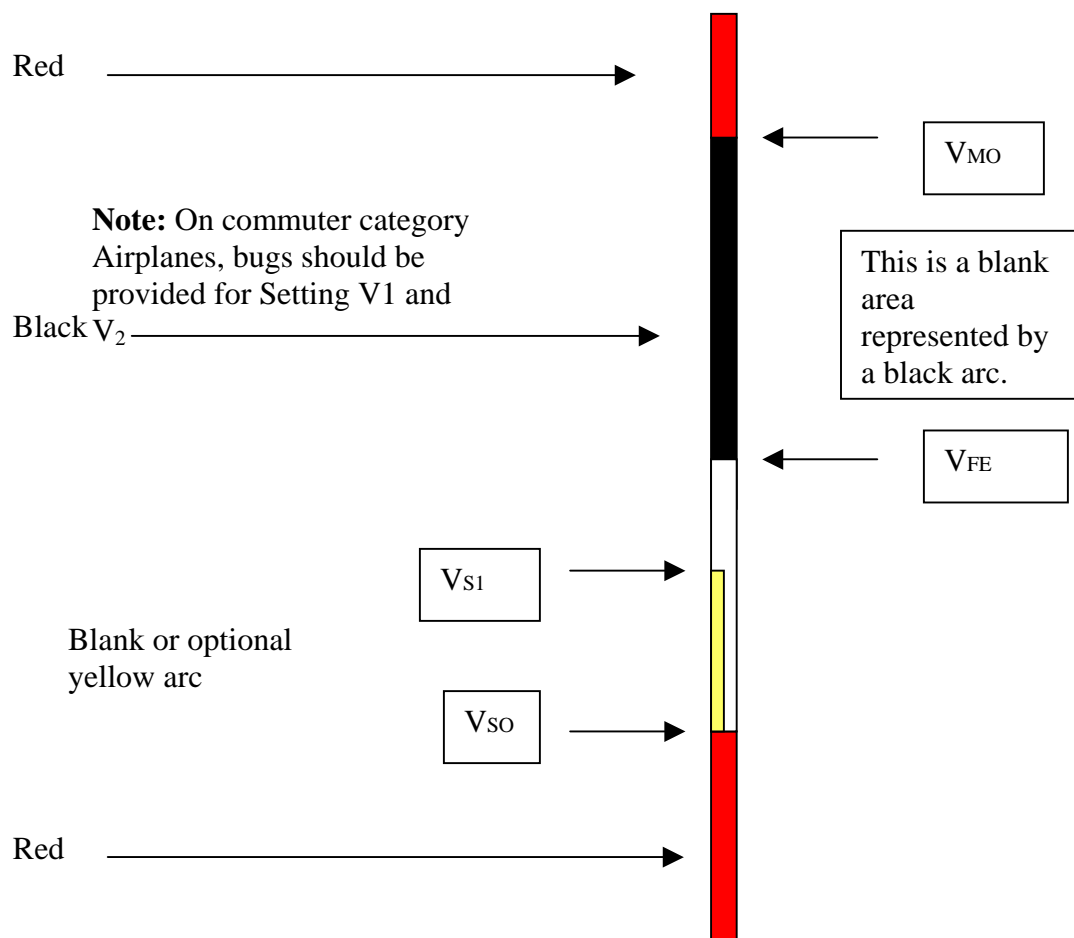 Red
VMO
Note: On commuter category
Airplanes, bugs should be
provided for Setting V1 and
Black V2
This is a blank
area
represented by
a black arc.
VFE
VS1
Blank or optional
yellow arc
VSO
Red